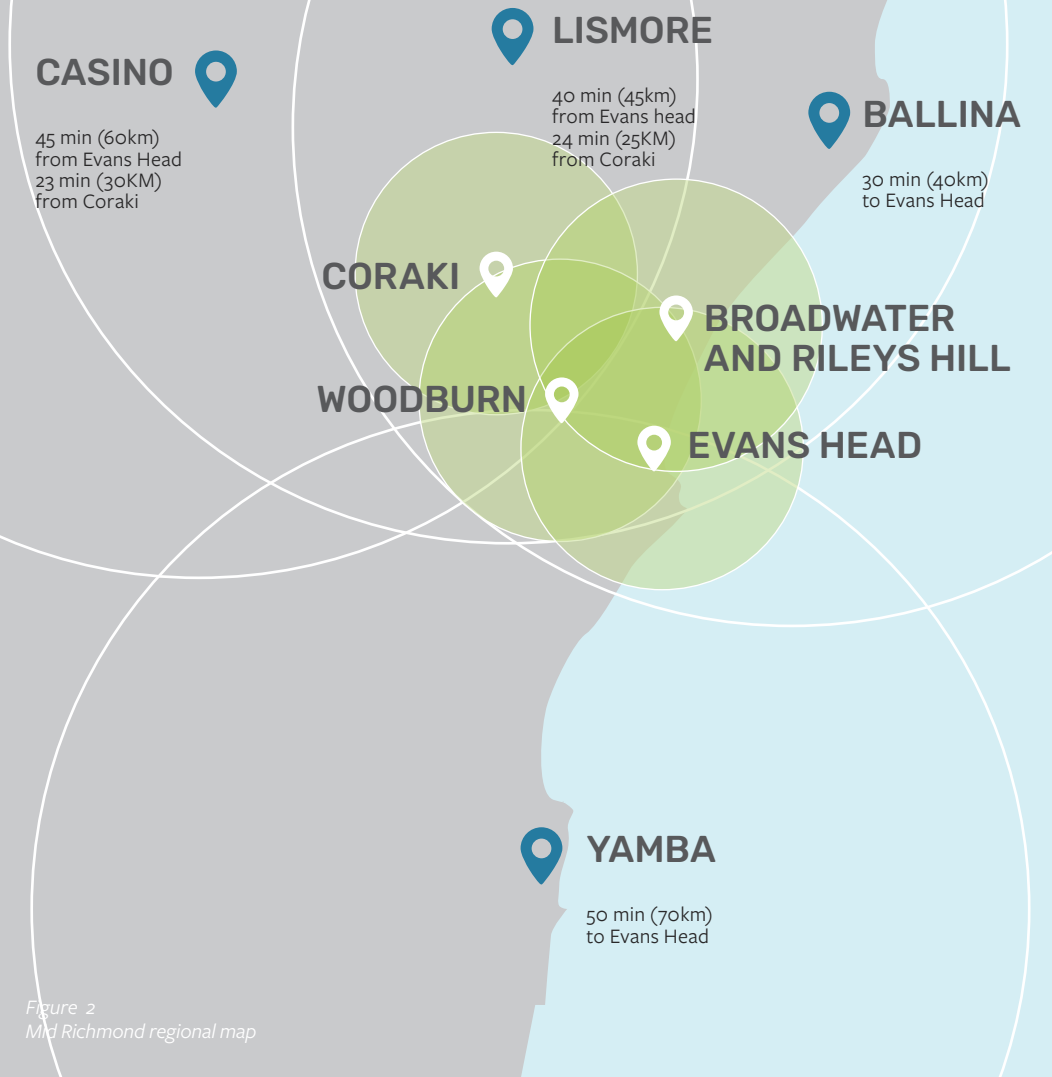 LISMORE
40 min (45km)
from Evans head
24 min (25KM)
from Coraki
CASINO
45 min (60km)
from Evans Head
23 min (30KM)
from Coraki
BALLINA
30 min (40km)
to Evans Head
CORAKI
BROADWATER
AND RILEYS HILL
WOODBURN
EVANS HEAD
YAMBA
50 min (70km)
to Evans Head
Figure 2
Mid Richmond regional map